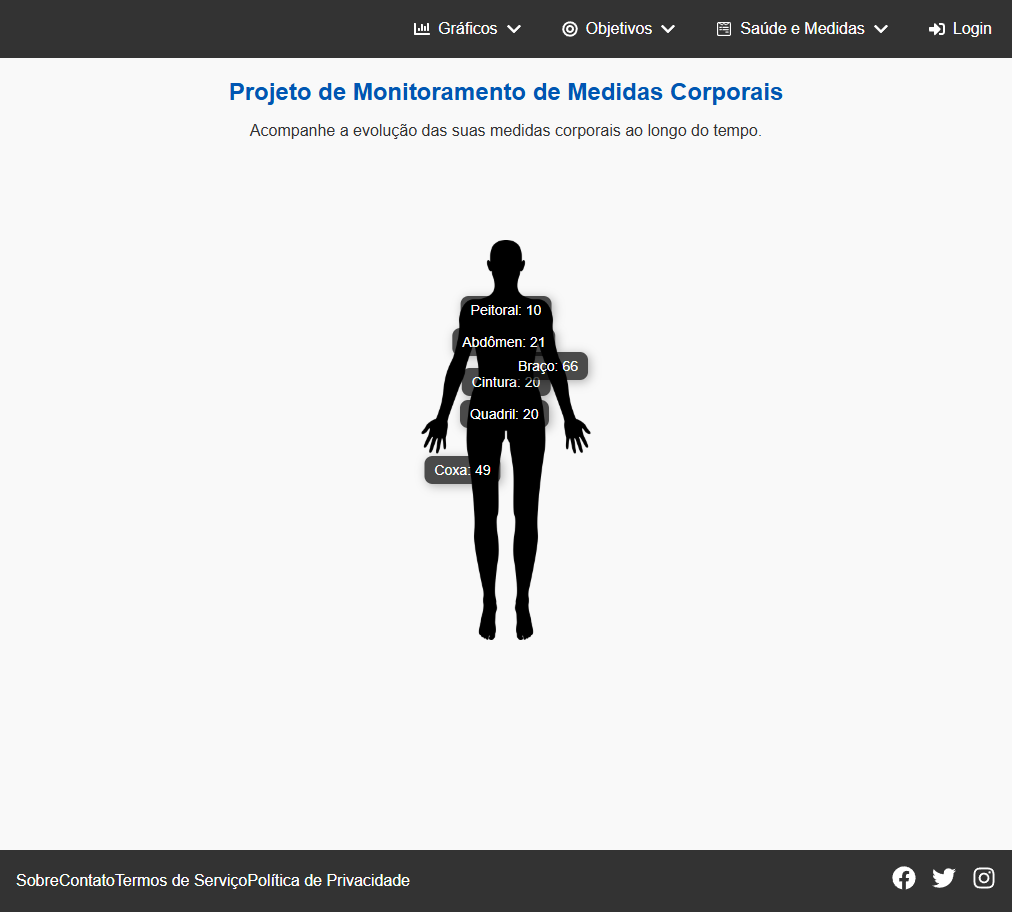 Gráficos Objetivos Saúde e Medidas Login
Projeto de Monitoramento de Medidas Corporais
Acompanhe a evolução das suas medidas corporais ao longo do tempo.
Peitoral: 10
Abdômen: 21
Braço: 66
Cintura: 20
Quadril: 20
Coxa: 49
SobreContatoTermos de ServiçoPolítica de Privacidade